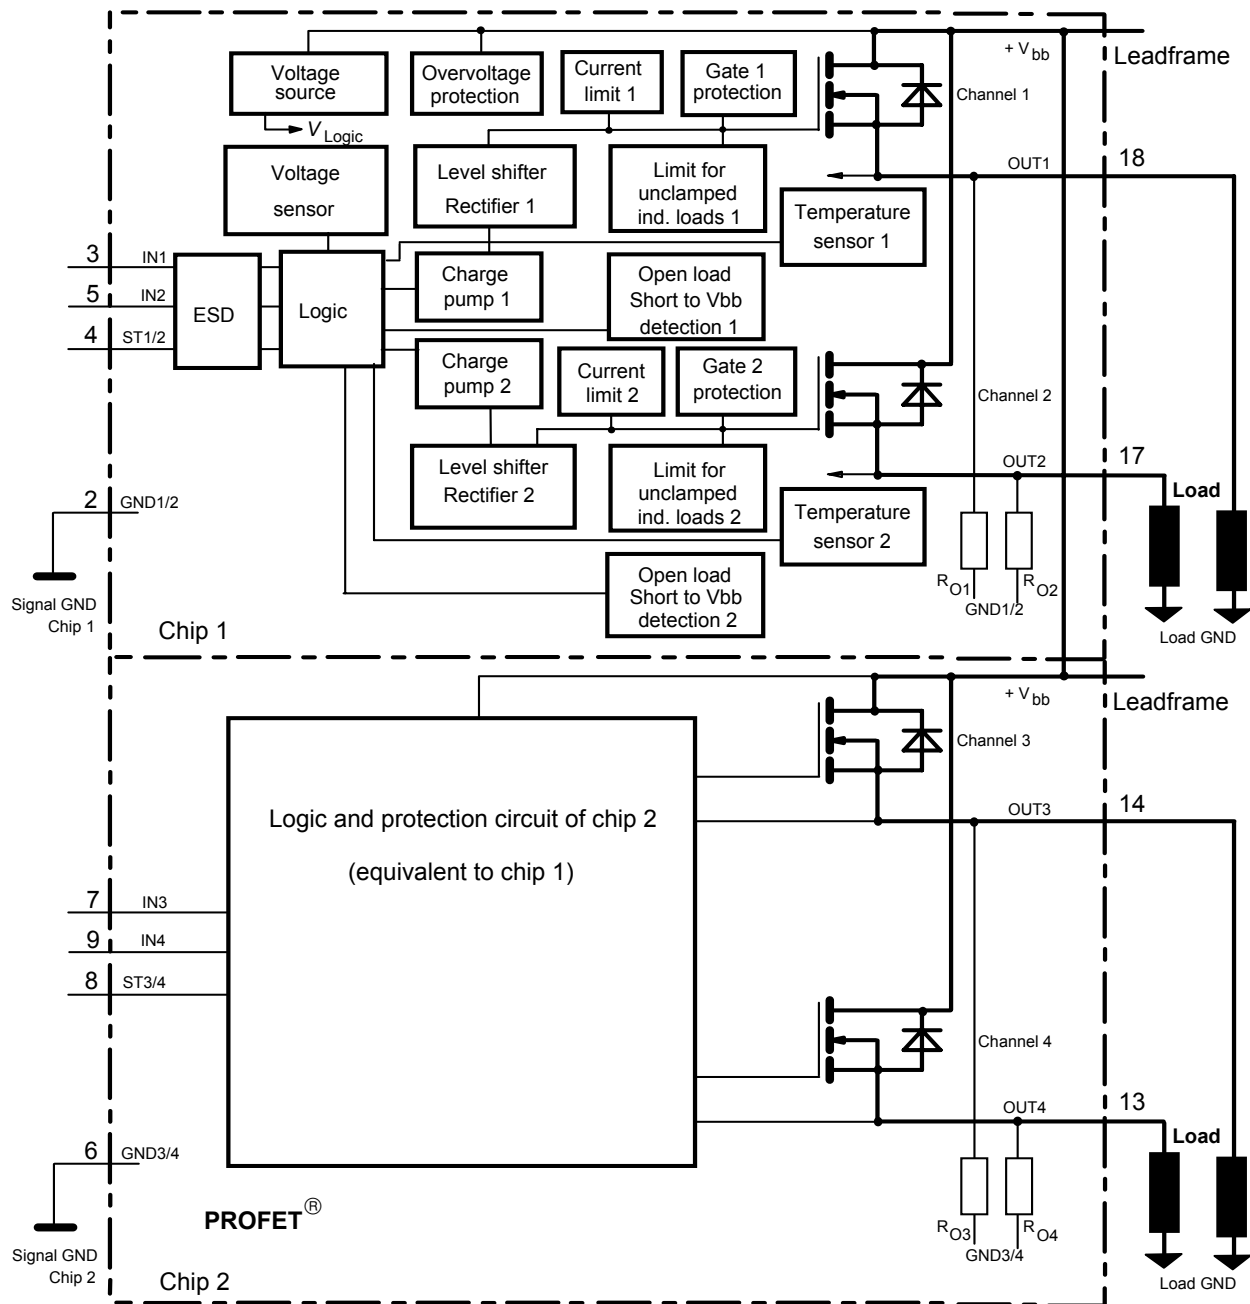 + Vbb
Leadframe
Voltage
source
Overvoltage
protection
Current
limit 1
Gate 1
protection
Channel 1
VLogic
Voltage
sensor
Level shifter
Rectifier 1
Limit for
unclamped
ind. loads 1
OUT1
18
Temperature
sensor 1
3
IN1
5
IN2
4
ST1/2
ESD
Logic
Charge
pump 1
Open load
Short to Vbb
detection 1
Charge
pump 2
Current
limit 2
Gate 2
protection
Channel 2
Level shifter
Rectifier 2
Limit for
unclamped
ind. loads 2
OUT2
17
Load
2
GND1/2
Temperature
sensor 2
RO1
RO2
GND1/2
Signal GND
Chip 1
Open load
Short to Vbb
detection 2
Chip 1
Load GND
+ Vbb
Leadframe
Channel 3
Logic and protection circuit of chip 2
(equivalent to chip 1)
OUT3
14
7
IN3
9
IN4
8
ST3/4
Channel 4
OUT4
13
Load
6
GND3/4
RO3
RO4
GND3/4
PROFET®
Signal GND
Chip 2
Chip 2
Load GND